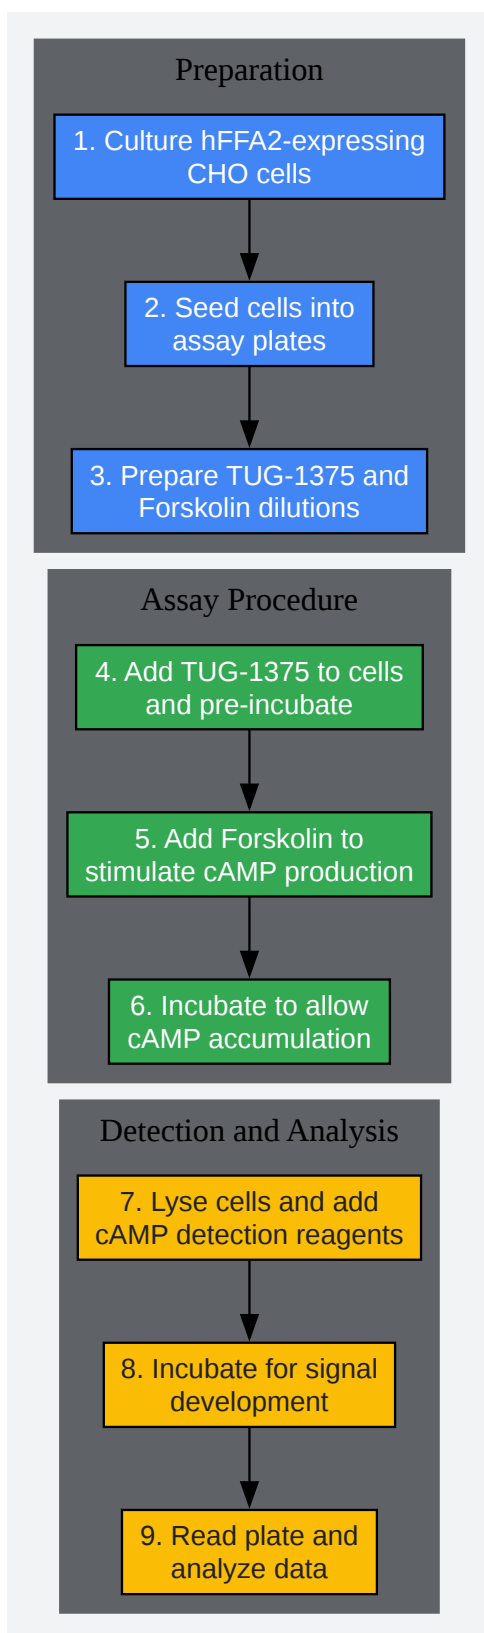 Preparation
1. Culture hFFA2-expressing
CHO cells
2. Seed cells into
assay plates
3. Prepare TUG-1375 and
Forskolin dilutions
Assay Procedure
4. Add TUG-1375 to cells
and pre-incubate
5. Add Forskolin to
stimulate cAMP production
6. Incubate to allow
cAMP accumulation
Detection and Analysis
7. Lyse cells and add
cAMP detection reagents
8. Incubate for signal
development
9. Read plate and
analyze data